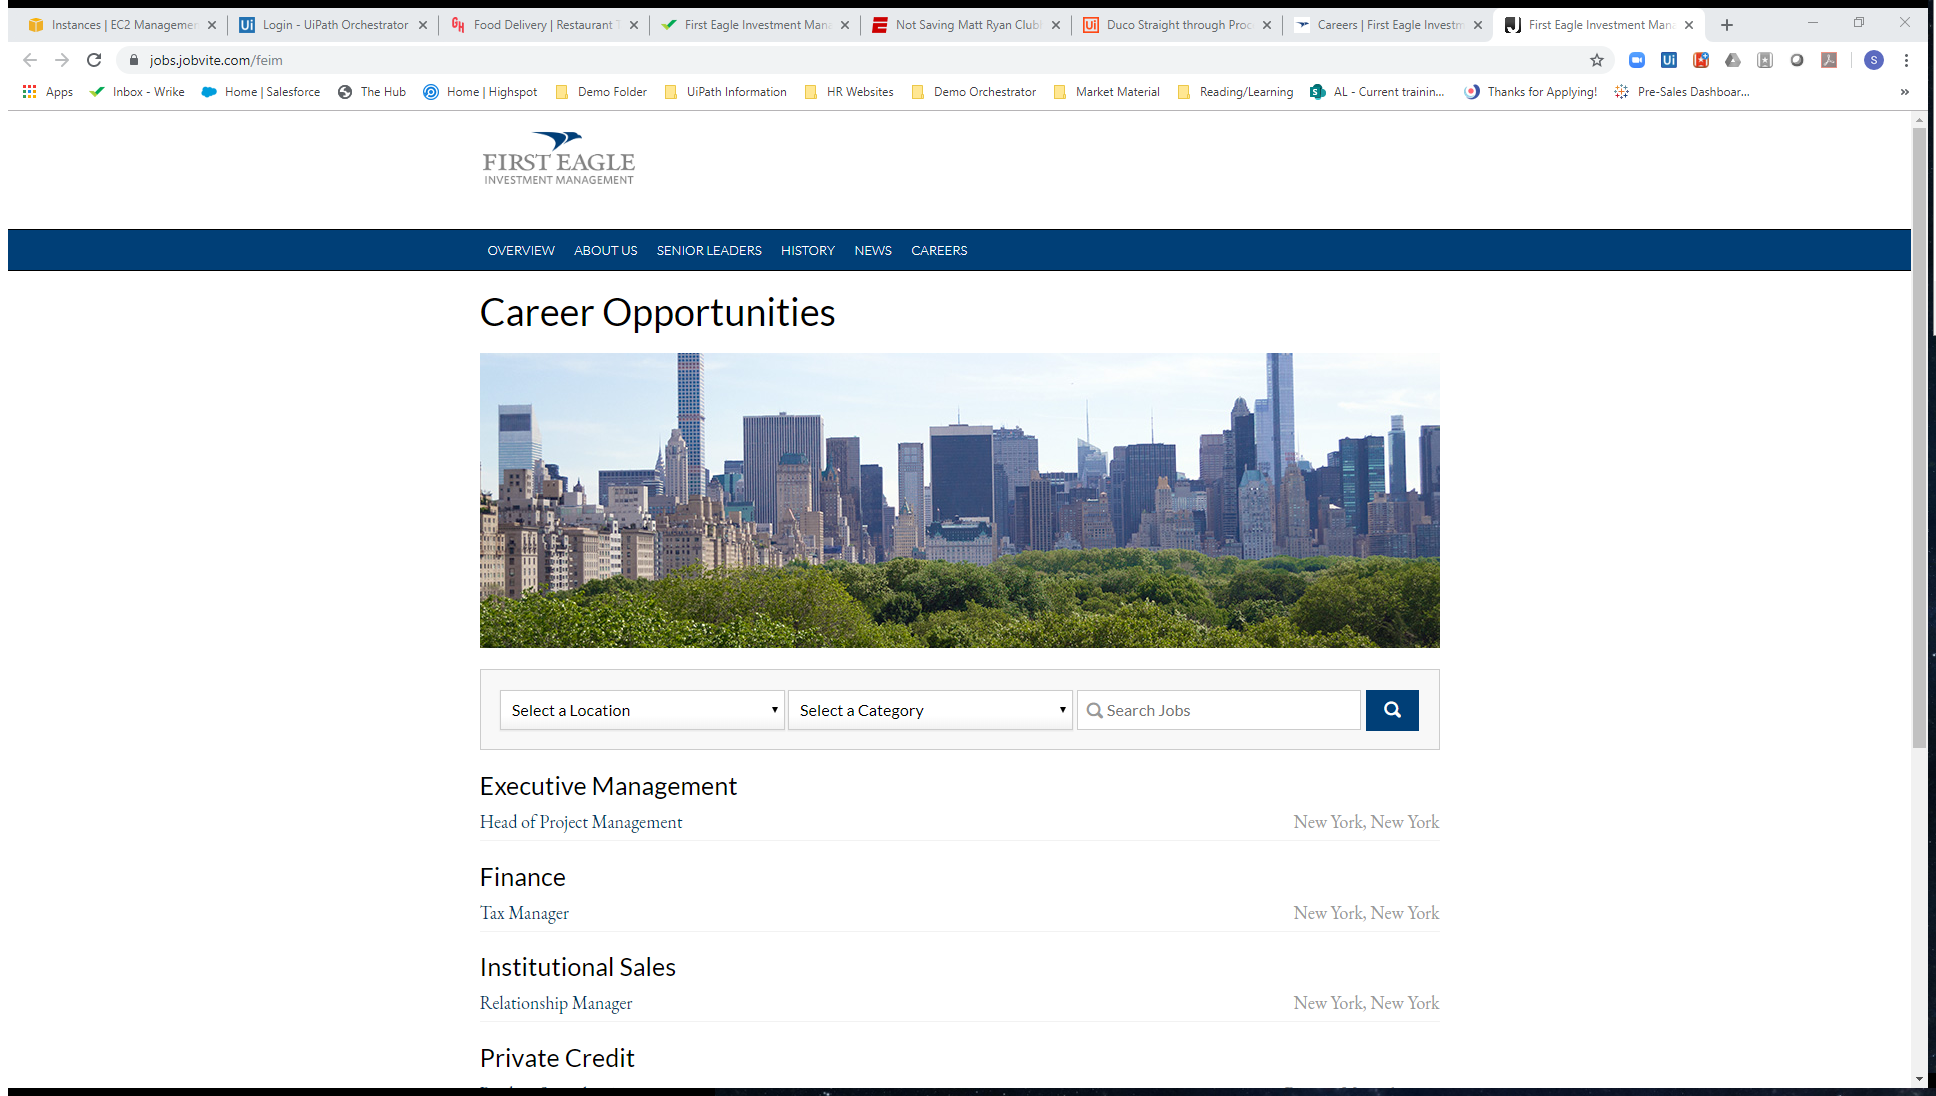 Instances | EC2 Managemen
Login - UiPath Orchestrator
Food Delivery | Restaurant T
First Eagle Investment Mana
Not Saving Matt Ryan Club
Duco Straight through Proc
Careers | First Eagle Investm
First Eagle Investment Mana
jobs.jobvite.com/feim
S
Apps
Inbox - Wrike
Home | Salesforce
The Hub
Home | Highspot
Demo Folder
UiPath Information
HR Websites
Demo Orchestrator
Market Material
Reading/Learning
AL - Current trainin...
Thanks for Applying!
Pre-Sales Dashboar...
FIRST EAGLE
INVESTMENT MANAGEMENT
OVERVIEW ABOUT US SENIOR LEADERS HISTORY NEWS CAREERS
Career Opportunities
Select a Location
Select a Category
Search Jobs
Executive Management
Head of Project Management New York, New York
Finance
Tax Manager New York, New York
Institutional Sales
Relationship Manager New York, New York
Private Credit